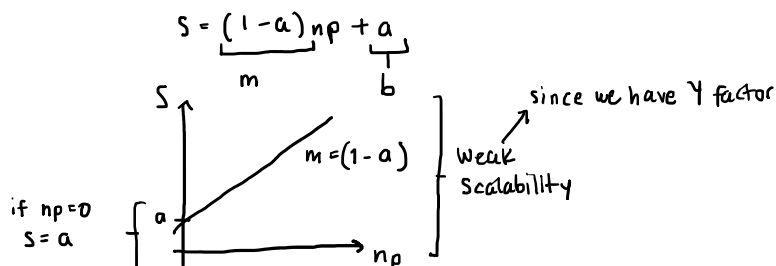 S = (1-a)np + a
m
b
S
since we have Y factor
m = (1-a)
weak
scalability
if np=0
S = a
a
np